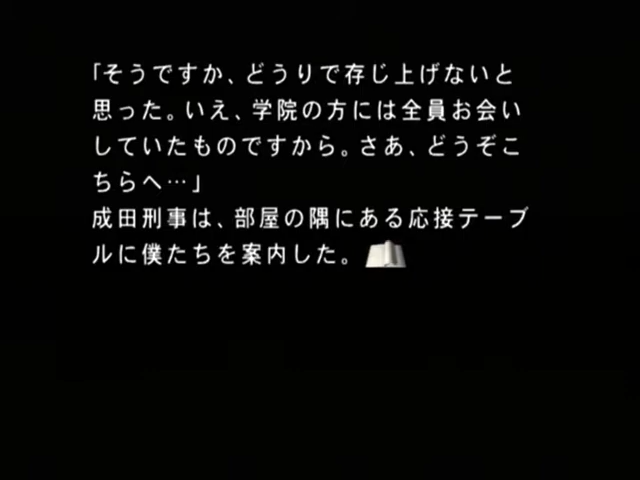 「そうですか、どうりで存じ上げないと
思った。いえ、学院の方には全員お会い
していたものですから。さあ、どうぞこ
ちらへ…」
成田刑事は、部屋の隅にある応接テーブ
ルに僕たちを案内した。